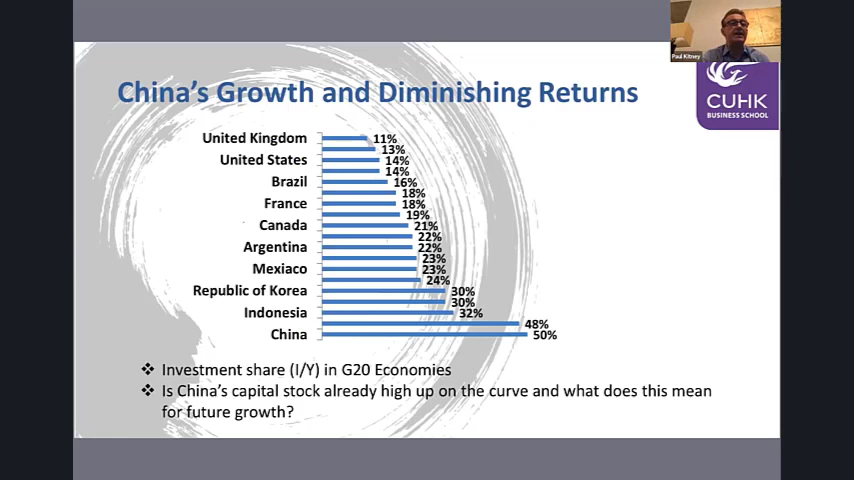 Paul Kitney
China's Growth and Diminishing Returns
CUHK
BUSINESS SCHOOL
United Kingdom 11%
13%
United States 14%
14%
Brazil 16%
18%
France 18%
19%
Canada 21%
22%
Argentina 22%
23%
Mexiaco 23%
24%
Republic of Korea 30%
30%
Indonesia 32%
48%
China 50%
❖ Investment share (I/Y) in G20 Economies
❖ Is China's capital stock already high up on the curve and what does this mean
for future growth?